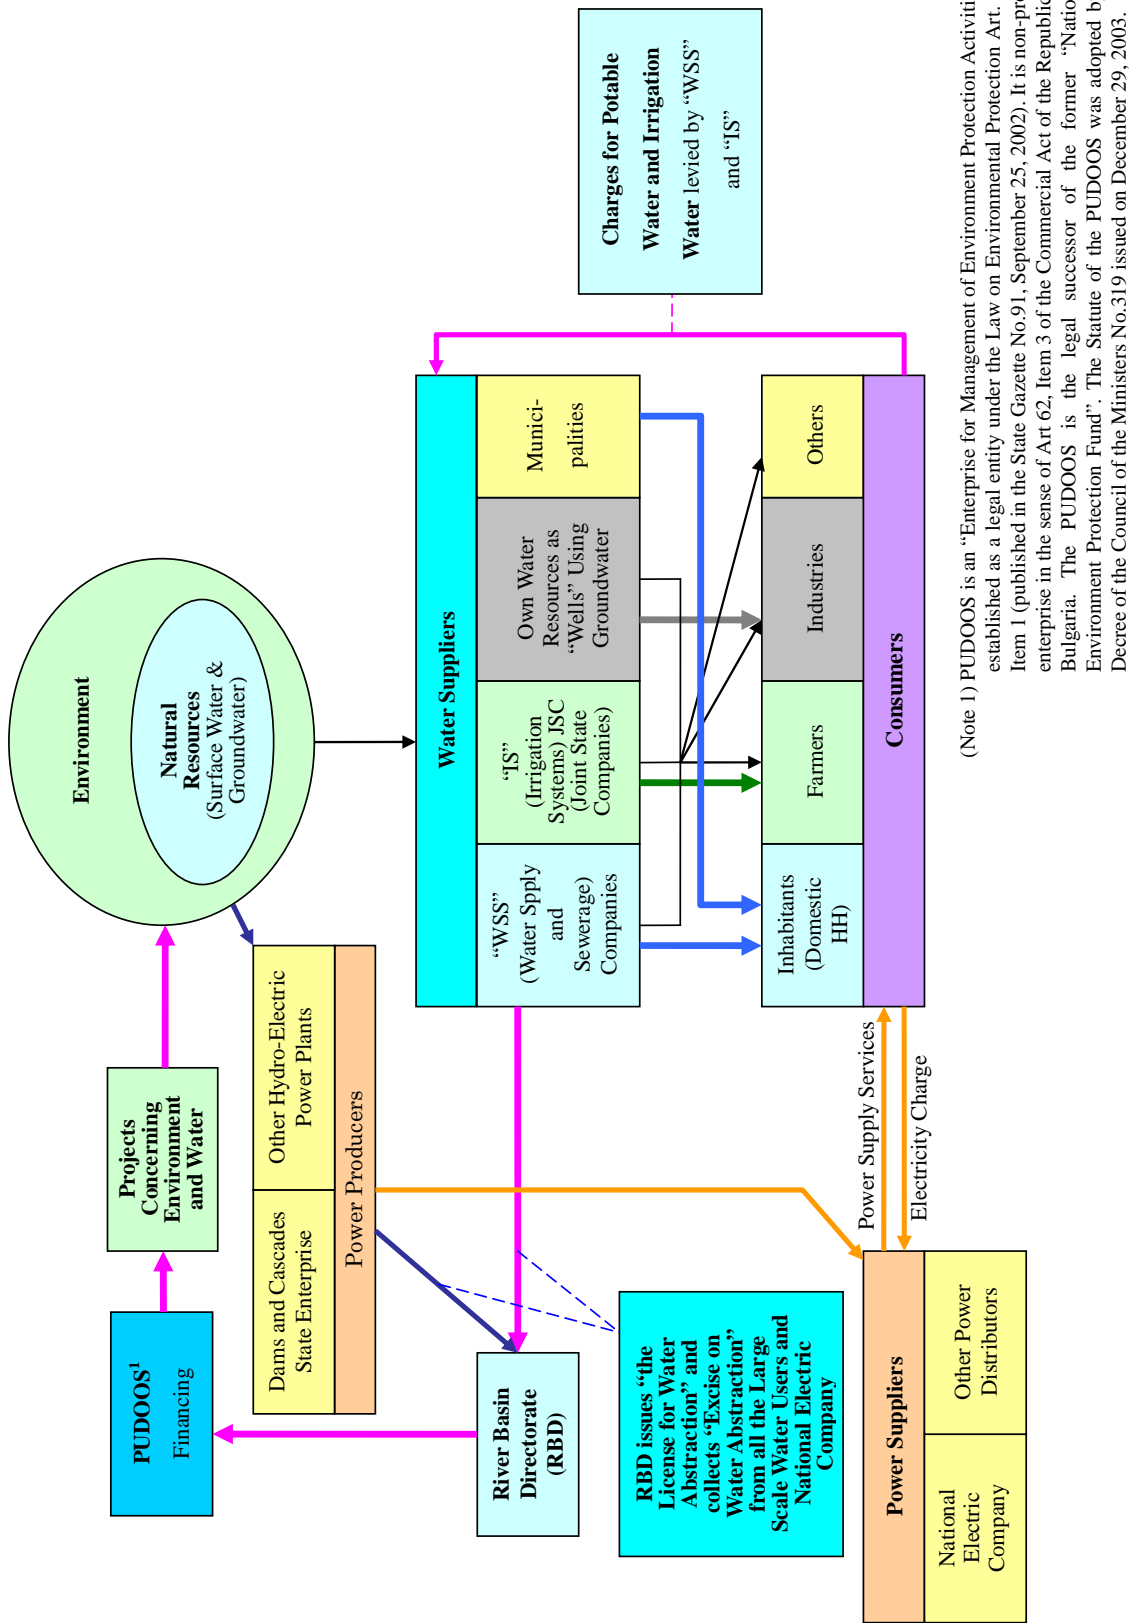 Environment
Natural
Resources
(Surface Water &
Groundwater)
Projects
Concerning
Environment
and Water
PUDOOS1
Financing
Other Hydro-Electric
Power Plants
Dams and Cascades
State Enterprise
Power Producers
River Basin
Directorate
(RBD)
RBD issues “the
License for Water
Abstraction” and
collects “Excise on
Water Abstraction”
from all the Large
Scale Water Users and
National Electric
Company
Water Suppliers
“WSS”
(Water Spply
and
Sewerage)
Companies
“IS”
(Irrigation
Systems) JSC
(Joint State
Companies)
Own Water
Resources as
“Wells” Using
Groundwater
Munici-
palities
Inhabitants
(Domestic
HH)
Farmers
Industries
Others
Consumers
Charges for Potable
Water and Irrigation
Water levied by “WSS”
and “IS”
Power Supply Services
Electricity Charge
Power Suppliers
National
Electric
Company
Other Power
Distributors
(Note 1) PUDOOS is an “Enterprise for Management of Environment Protection
established as a legal entity under the Law on Environmental Protection Art.
Item 1 (published in the State Gazette No.91, September 25, 2002). It is
enterprise in the sense of Art 62, Item 3 of the Commercial Act of the Republic
Bulgaria. The PUDOOS is the legal successor of the former
Environment Protection Fund”. The Statute of the PUDOOS was adopted by
Decree of the Council of the Ministers No.319 issued on December 29, 2003.